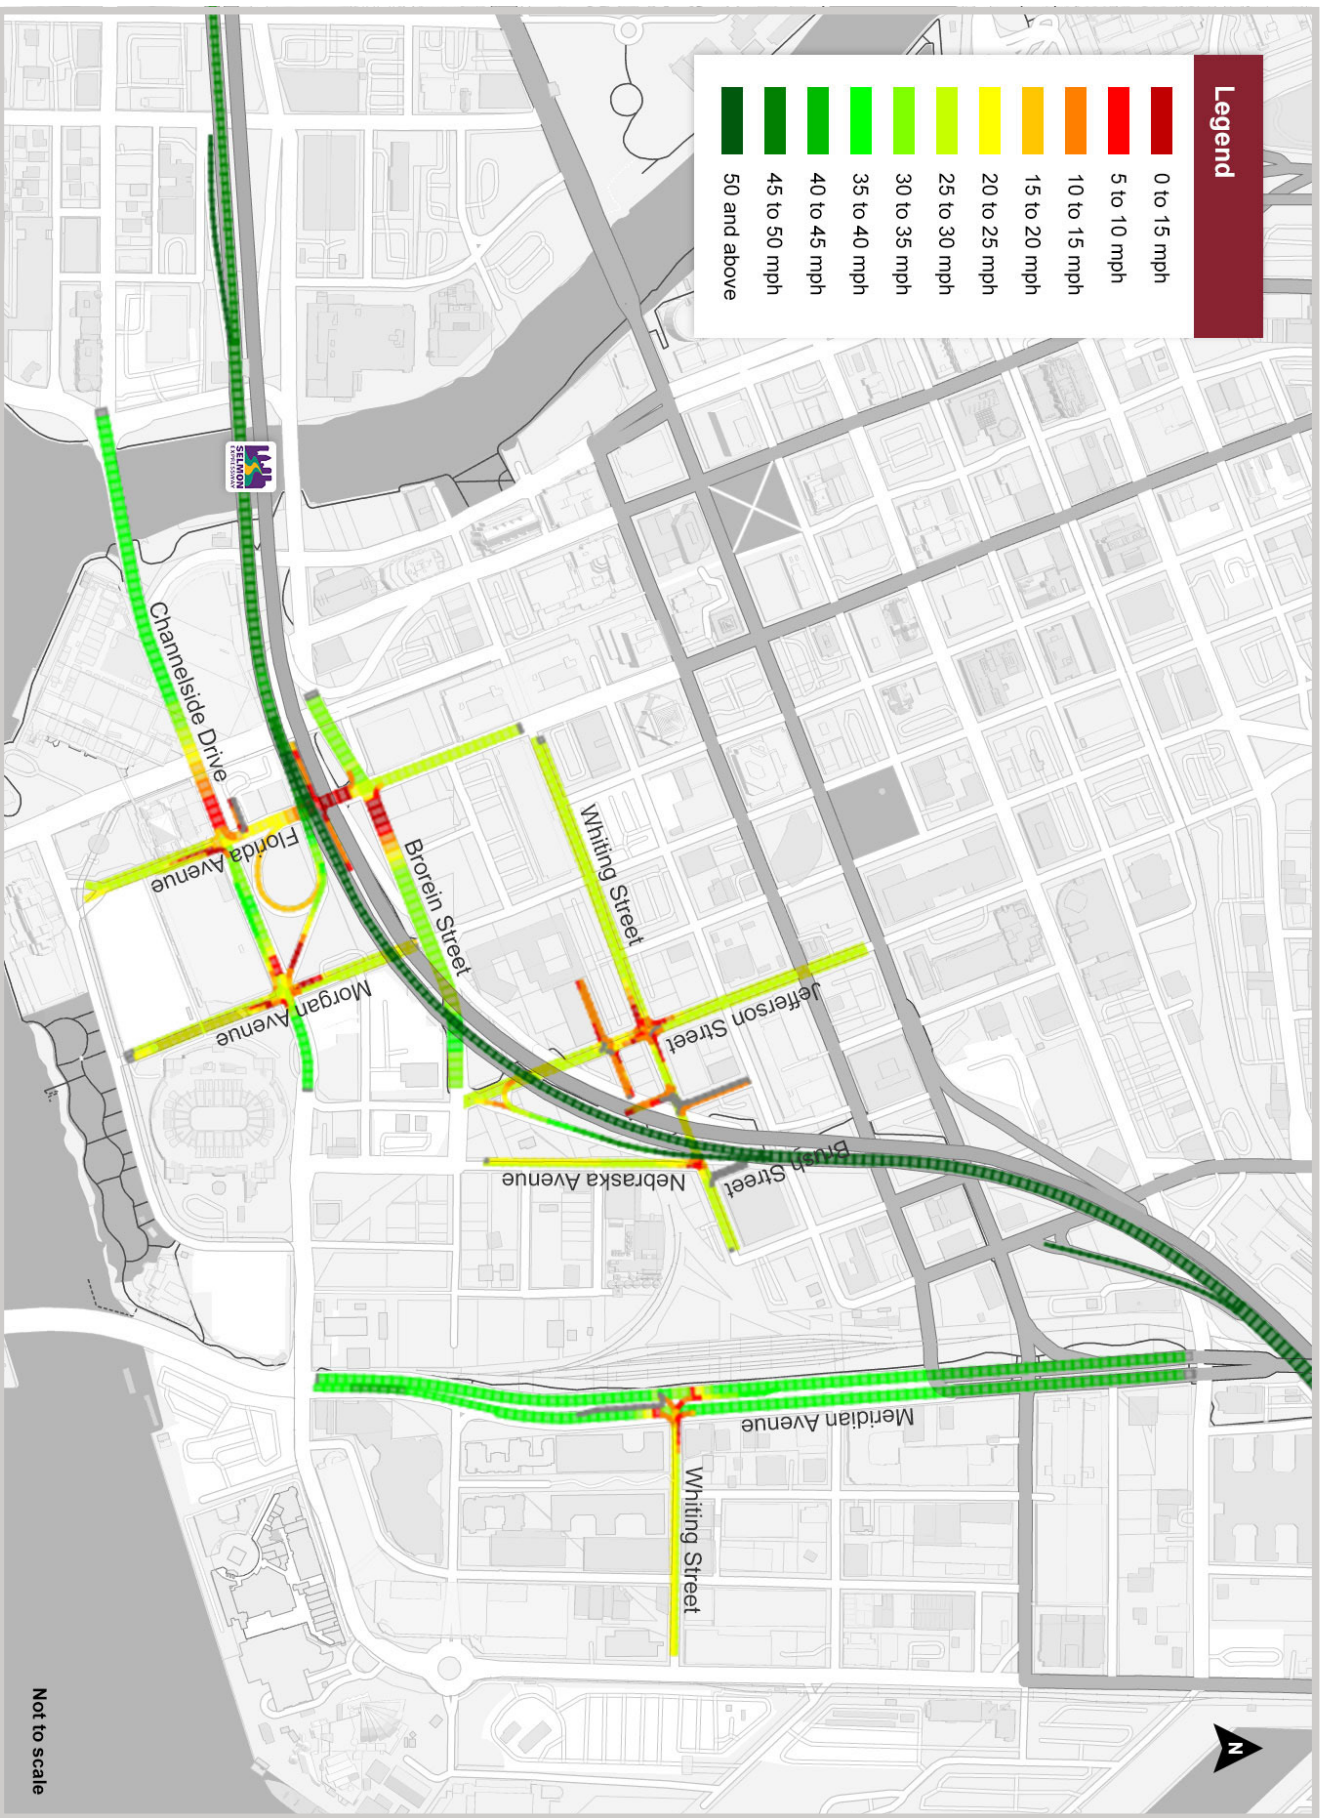 Legend
0 to 15 mph
5 to 10 mph
10 to 15 mph
15 to 20 mph
20 to 25 mph
25 to 30 mph
30 to 35 mph
35 to 40 mph
40 to 45 mph
45 to 50 mph
50 and above
N
SELMON
EXPRESSWAY
Channelside Drive
Florida Avenue
Morgan Avenue
Brorein Street
Whiting Street
Jefferson Street
Nebraska Avenue
Brush Street
Meridian Avenue
Whiting Street
Not to scale